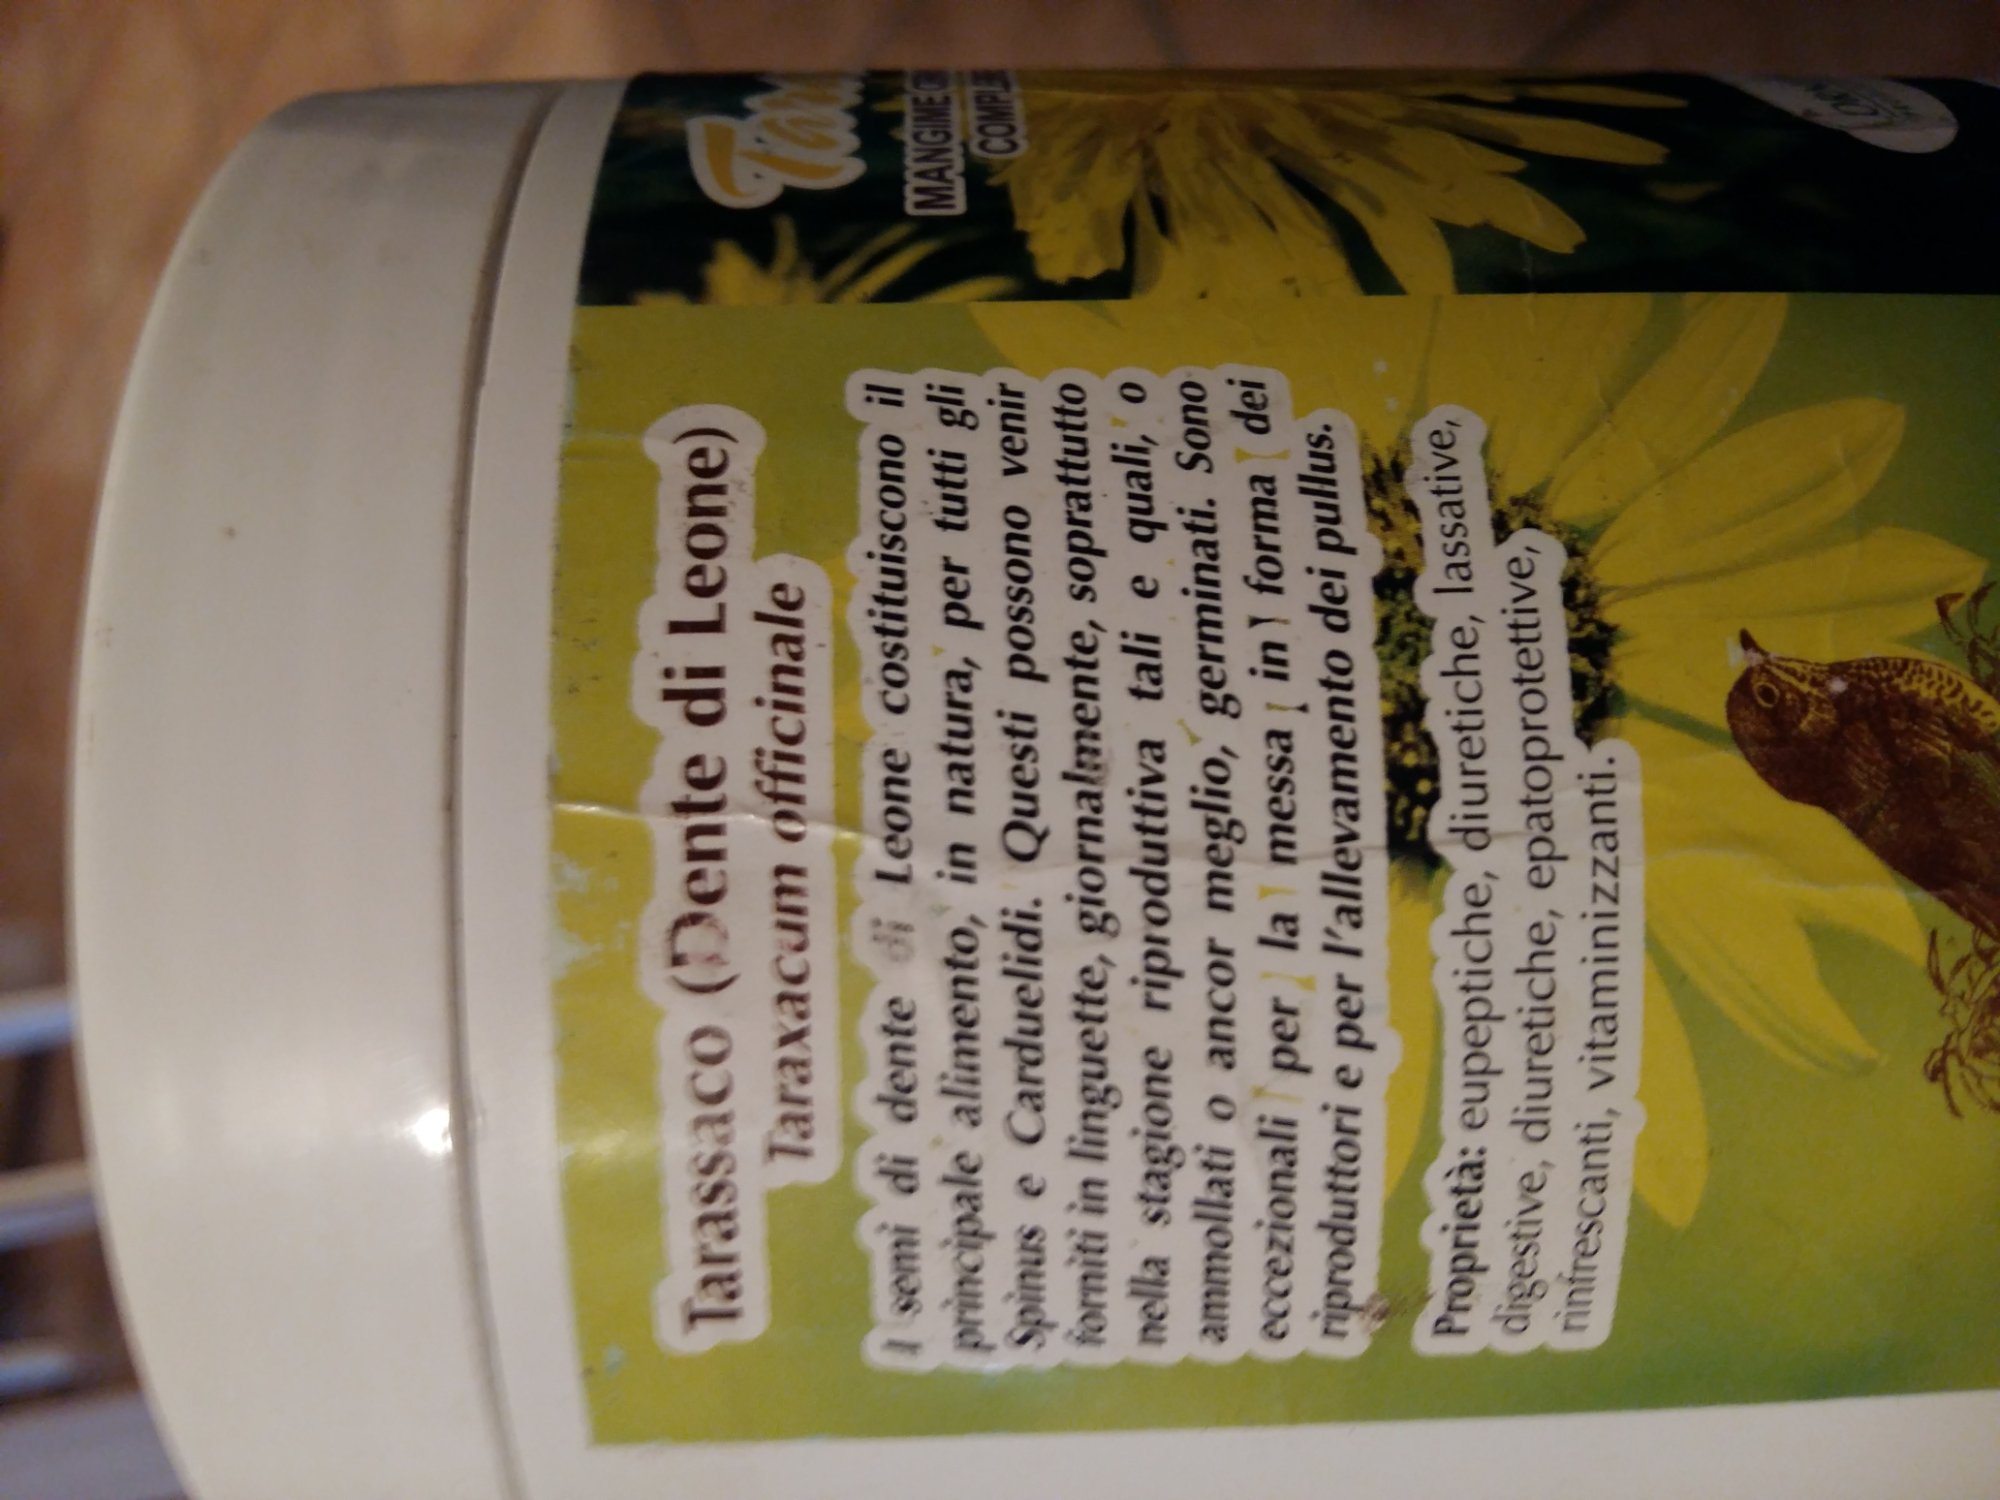 Tarassaco (Dente di Leone)
Taraxacum officinale
I semi di dente di Leone costituiscono il
principale alimento, in natura, per tutti gli
Spinus e Carduelidi. Questi possono venir
forniti in linguette, giornalmente, soprattutto
nella stagione riproduttiva tali e quali, o
ammollati o ancor meglio, germinati. Sono
eccezionali per la messa in forma dei
riproduttori e per l'allevamento dei pullus.
Proprietà: eupeptiche, diuretiche, lassative,
digestive, diuretiche, epatoprotettive,
rinfrescanti, vitaminizzanti.
MANGIME